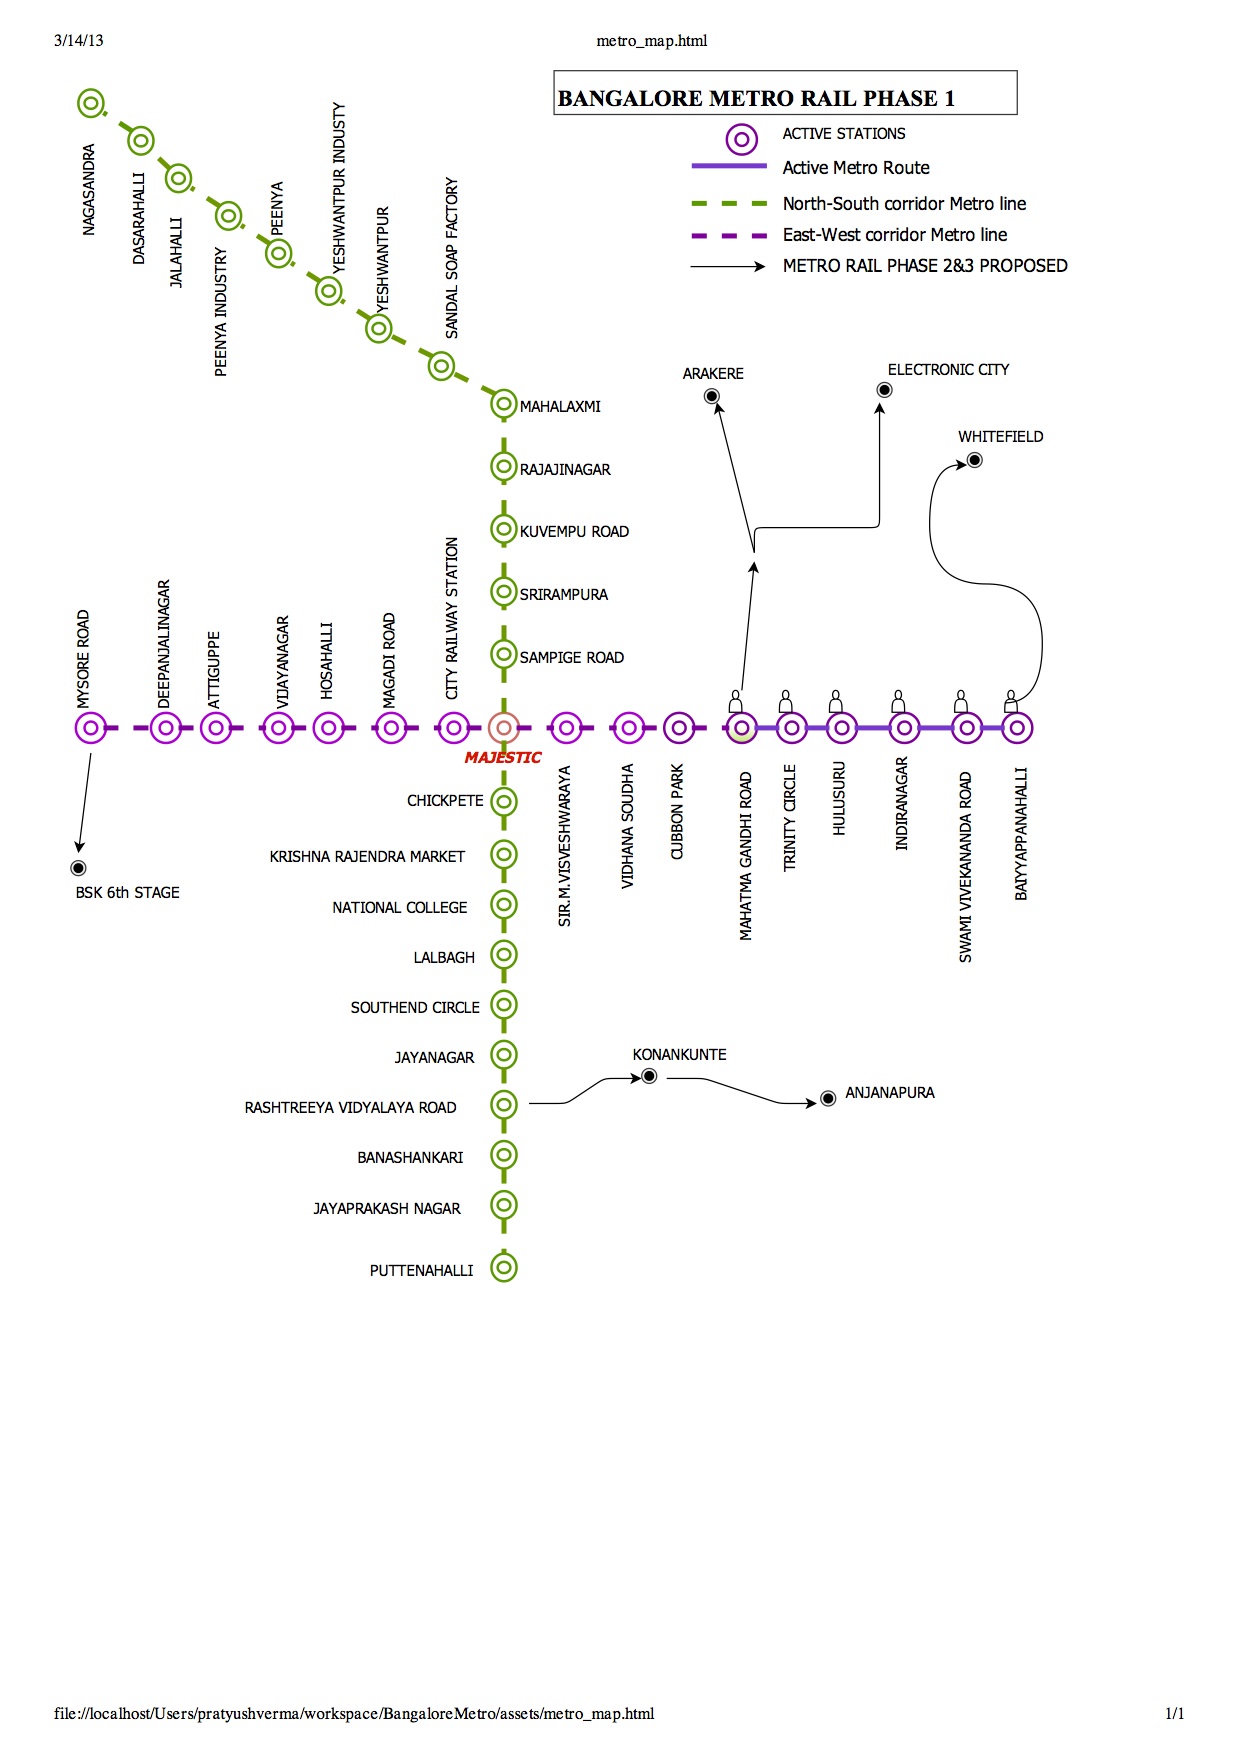 3/14/13
metro_map.html
BANGALORE METRO RAIL PHASE 1
ACTIVE STATIONS
Active Metro Route
North-South corridor Metro line
East-West corridor Metro line
METRO RAIL PHASE 2&3 PROPOSED
NAGASANDRA
DASARAHALLI
JALAHALLI
PEENYA INDUSTRY
PEENYA
YESHWANTPUR INDUSTY
YESHWANTPUR
SANDAL SOAP FACTORY
MAHALAXMI
RAJAJINAGAR
KUVEMPU ROAD
SRIRAMPURA
SAMPIGE ROAD
ARAKERE
ELECTRONIC CITY
WHITEFIELD
MYSORE ROAD
DEEPANJALINAGAR
ATTIGUPPE
VIJAYANAGAR
HOSAHALLI
MAGADI ROAD
CITY RAILWAY STATION
MAJESTIC
SIR.M.VISVESHWARAYA
VIDHANA SOUDHA
CUBBON PARK
MAHATMA GANDHI ROAD
TRINITY CIRCLE
HULUSURU
INDIRANAGAR
SWAMI VIVEKANANDA ROAD
BAIYYAPPANAHALLI
BSK 6th STAGE
CHICKPETE
KRISHNA RAJENDRA MARKET
NATIONAL COLLEGE
LALBAGH
SOUTHEND CIRCLE
JAYANAGAR
RASHTREEYA VIDYALAYA ROAD
KONANKUNTE
ANJANAPURA
BANASHANKARI
JAYAPRAKASH NAGAR
PUTTENAHALLI
file://localhost/Users/pratyushverma/workspace/BangaloreMetro/assets/metro_map.html
1/1